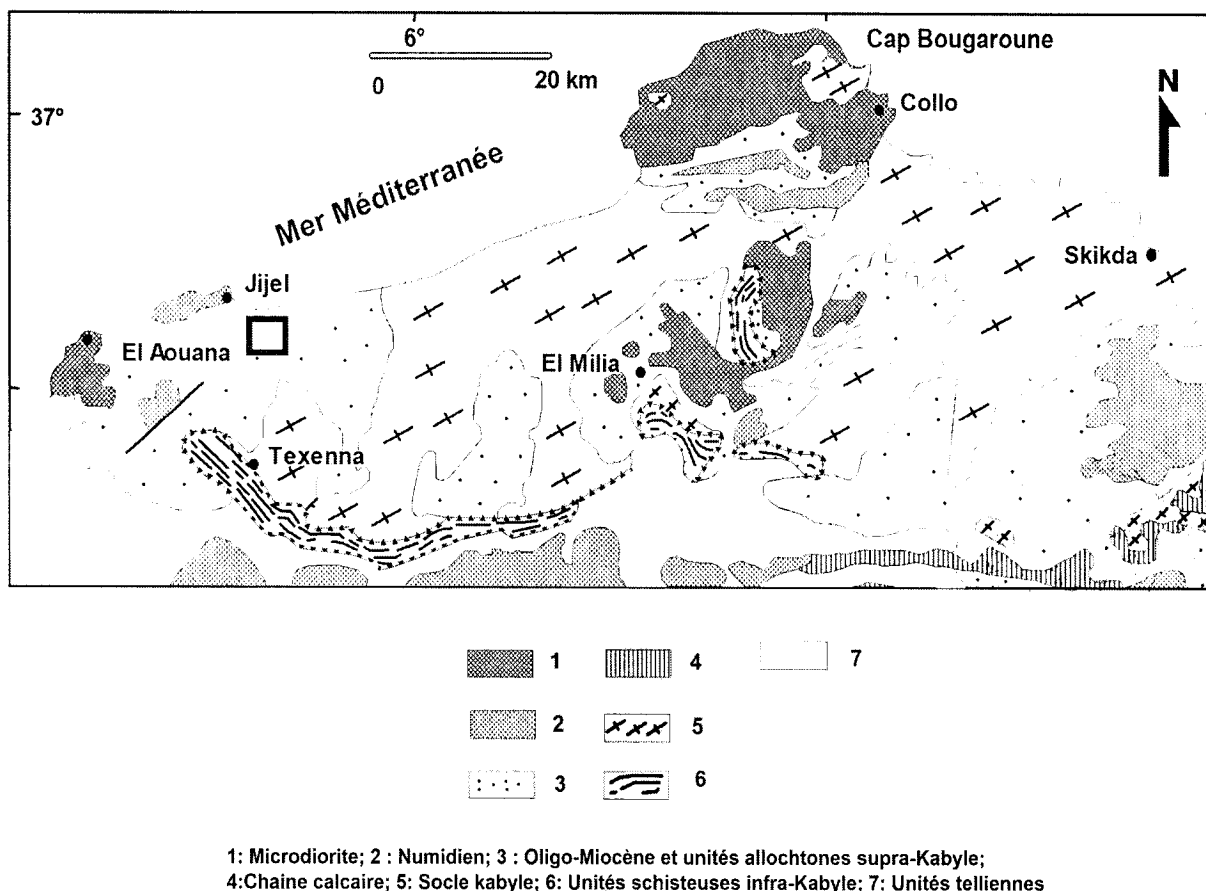 6°
Cap Bougaroune
0 20 km
N
37°
Collo
Mer Méditerranée
Skikda
Jijel
El Aouana
El Milia
Texenna
1 4 7
2 5
3 6
1: Microdiorite; 2 : Numidien; 3 : Oligo-Miocène et unités allochtones supra-Kabyle;
4:Chaine calcaire; 5: Socle kabyle; 6: Unités schisteuses infra-Kabyle; 7: Unités telliennes